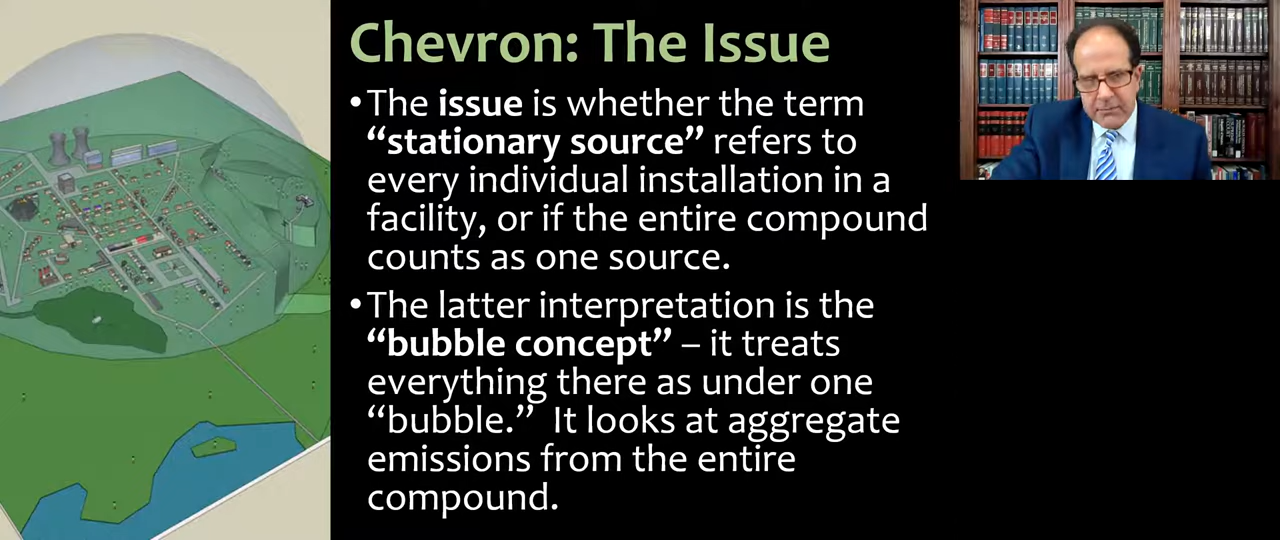 Chevron: The Issue
•The issue is whether the term
“stationary source” refers to
every individual installation in a
facility, or if the entire compound
counts as one source.
•The latter interpretation is the
“bubble concept” – it treats
everything there as under one
“bubble.”  It looks at aggregate
emissions from the entire
compound.